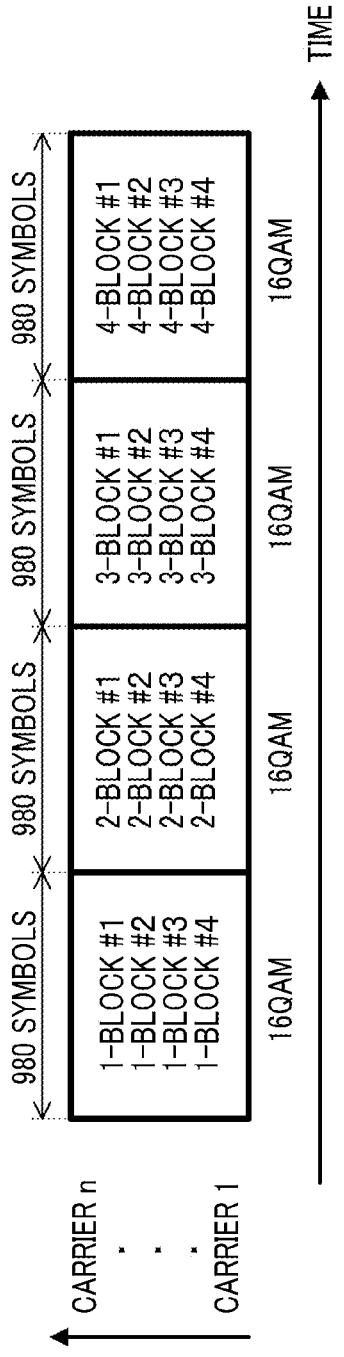 980 SYMBOLS
980 SYMBOLS
980 SYMBOLS
980 SYMBOLS
CARRIER n
.
.
.
CARRIER 1
1-BLOCK #1
1-BLOCK #2
1-BLOCK #3
1-BLOCK #4
2-BLOCK #1
2-BLOCK #2
2-BLOCK #3
2-BLOCK #4
3-BLOCK #1
3-BLOCK #2
3-BLOCK #3
3-BLOCK #4
4-BLOCK #1
4-BLOCK #2
4-BLOCK #3
4-BLOCK #4
16QAM
16QAM
16QAM
16QAM
TIME